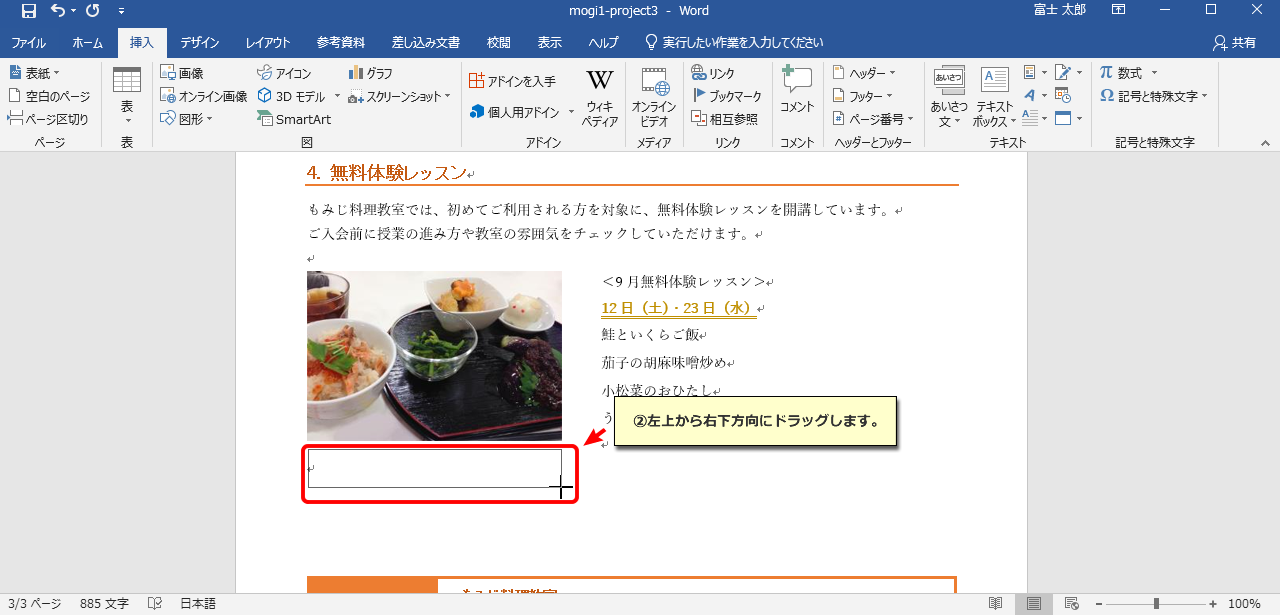 mogi1-project3 - Word
富士 太郎
ファイル ホーム 挿入 デザイン レイアウト 参考資料 差し込み文書 校閲 表示 ヘルプ 実行したい作業を入力してください 共有
表紙
空白のページ
ページ区切り
ページ
表
表
画像
オンライン画像
図形
アイコン
3D モデル
SmartArt
グラフ
スクリーンショット
図
アドインを入手
個人用アドイン
ウィキ
ペディア
アドイン
オンライン
ビデオ
メディア
リンク
ブックマーク
相互参照
リンク
コメント
コメント
ヘッダー
フッター
ページ番号
ヘッダーとフッター
あいさつ
あいさつ
文
テキスト
ボックス
テキスト
数式
記号と特殊文字
記号と特殊文字
4. 無料体験レッスン
もみじ料理教室では、初めてご利用される方を対象に、無料体験レッスンを開講しています。
ご入会前に授業の進み方や教室の雰囲気をチェックしていただけます。
＜9 月無料体験レッスン＞
12 日（土）・23 日（水）
鮭といくらご飯
茄子の胡麻味噌炒め
小松菜のおひたし
う
②左上から右下方向にドラッグします。
もみじ料理教室
3/3 ページ 885 文字 日本語 100%